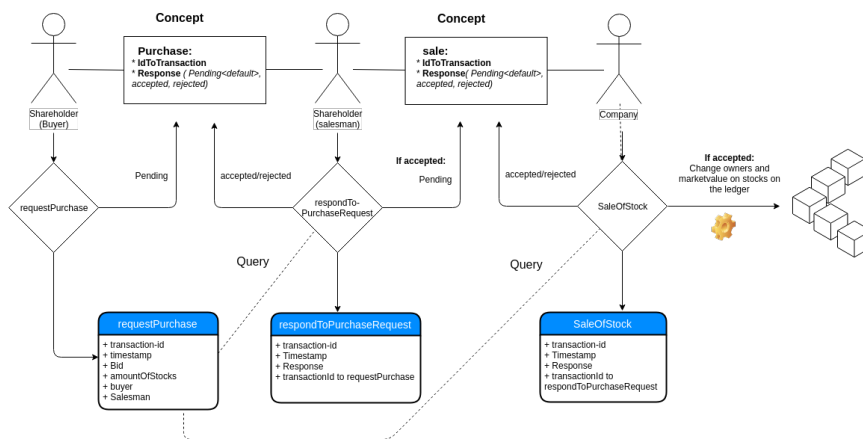 Concept
Concept
Purchase:
* IdToTransaction
* Response ( Pending<default>,
accepted, rejected)
sale:
* IdToTransaction
* Response( Pending<default>,
accepted, rejected)
Shareholder
(Buyer)
Shareholder
(salesman)
Company
Pending
accepted/rejected
If accepted:
Pending
accepted/rejected
If accepted:
Change owners and
marketvalue on stocks on
the ledger
requestPurchase
respondTo-
PurchaseRequest
SaleOfStock
Query
Query
requestPurchase
+ transaction-id
+ timestamp
+ Bid
+ amountOfStocks
+ buyer
+ Salesman
respondToPurchaseRequest
+ transaction-id
+ Timestamp
+ Response
+ transactionId to requestPurchase
SaleOfStock
+ transaction-id
+ Timestamp
+ Response
+ transactionId to
respondToPurchaseRequest